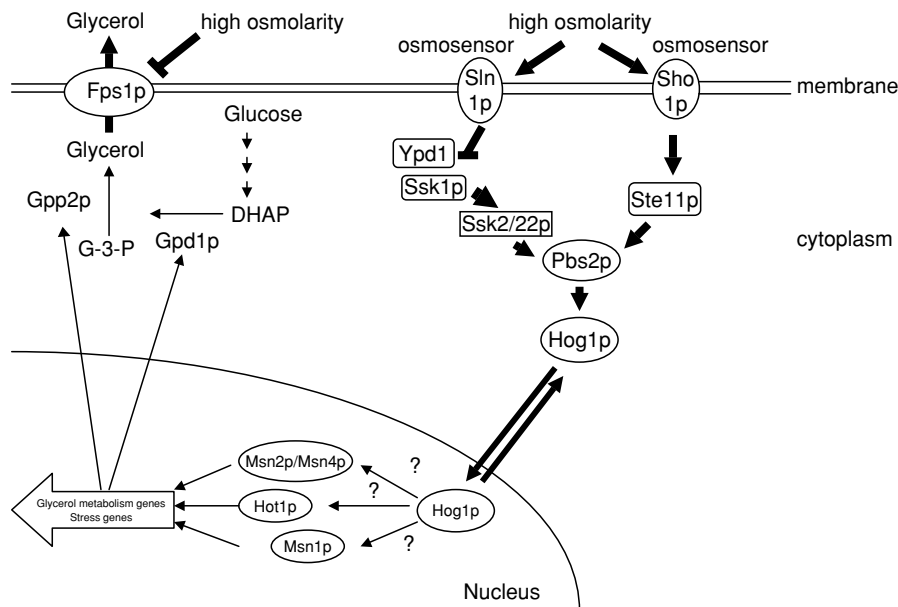 Glycerol
high osmolarity
high osmolarity
osmosensor
osmosensor
Fps1p
Sln
1p
Sho
1p
membrane
Glucose
Glycerol
Ypd1
Ssk1p
Gpp2p
DHAP
Ste11p
Ssk2/22p
G-3-P
Gpd1p
cytoplasm
Pbs2p
Hog1p
Msn2p/Msn4p
?
?
Glycerol metabolism genes
Stress genes
Hot1p
Hog1p
Msn1p
?
Nucleus